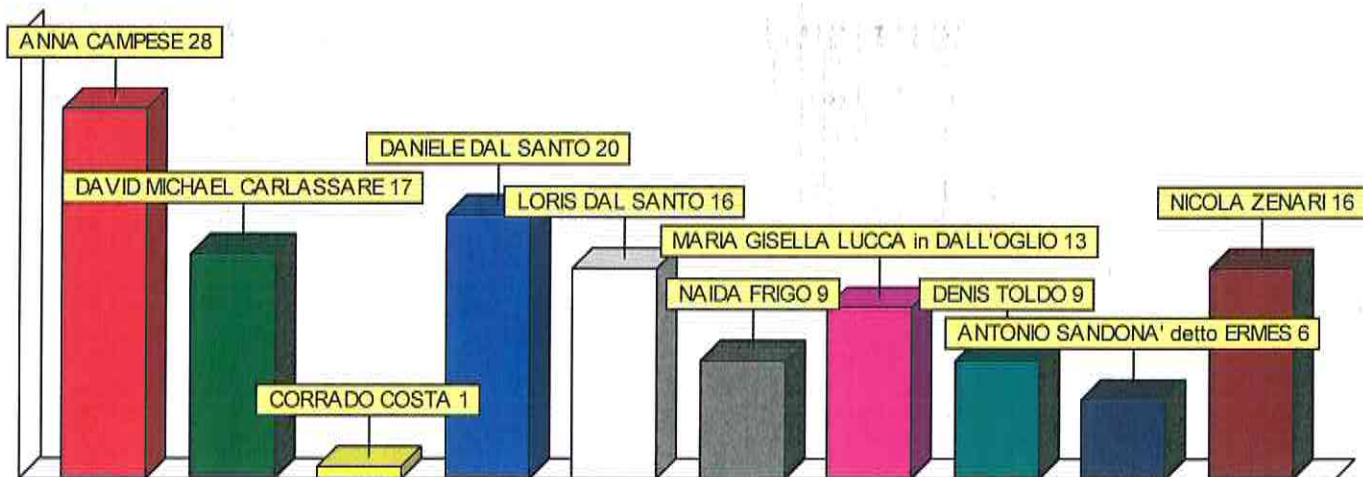 ANNA CAMPESE 28
DAVID MICHAEL CARLASSARE 17
CORRADO COSTA 1
DANIELE DAL SANTO 20
LORIS DAL SANTO 16
NAIDA FRIGO 9
MARIA GISELLA LUCCA in DALL'OGLIO 13
DENIS TOLDO 9
ANTONIO SANDONA' detto ERMES 6
NICOLA ZENARI 16